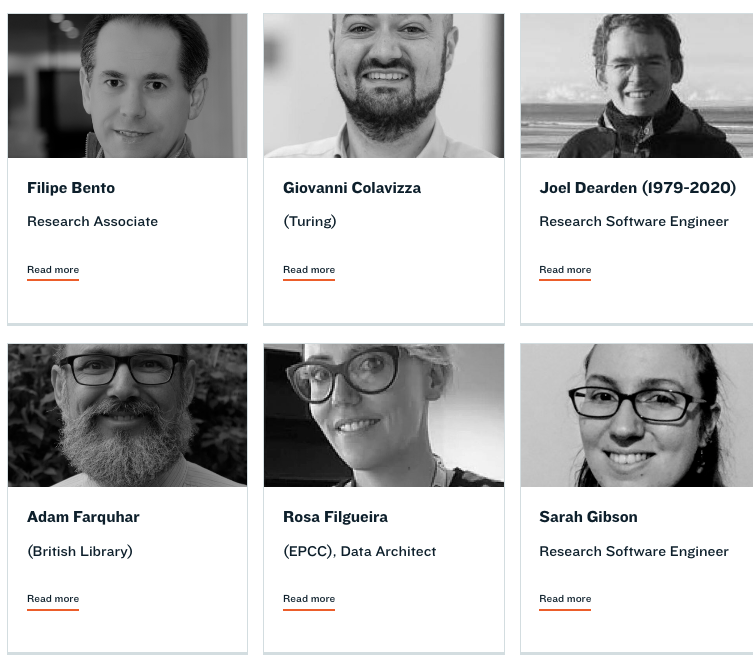 Filipe Bento
Research Associate
Read more
Giovanni Colavizza
(Turing)
Read more
Joel Dearden (1979-2020)
Research Software Engineer
Read more
Adam Farquhar
(British Library)
Read more
Rosa Filgueira
(EPCC), Data Architect
Read more
Sarah Gibson
Research Software Engineer
Read more